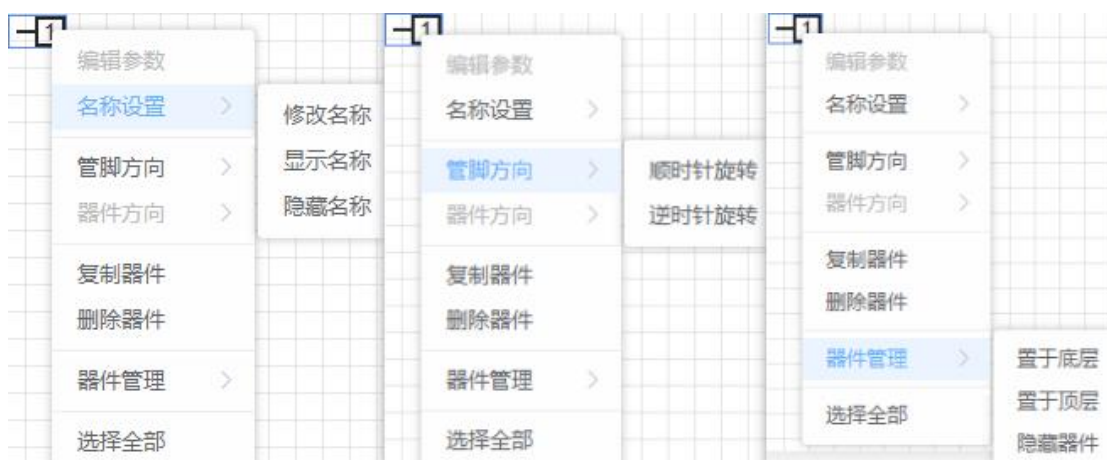 1
编辑参数
名称设置
修改名称
显示名称
隐藏名称
管脚方向
器件方向
复制器件
删除器件
器件管理
选择全部
1
编辑参数
名称设置
管脚方向
顺时针旋转
逆时针旋转
器件方向
复制器件
删除器件
器件管理
选择全部
1
编辑参数
名称设置
管脚方向
器件方向
复制器件
删除器件
器件管理
置于底层
置于顶层
隐藏器件
选择全部